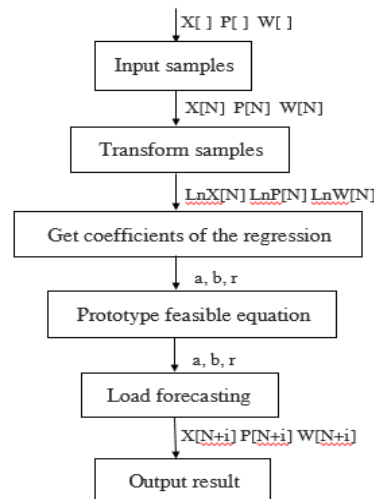 X[ ] P[ ] W[ ]
Input samples
X[N] P[N] W[N]
Transform samples
LnX[N] LnP[N] LnW[N]
Get coefficients of the regression
a, b, r
Prototype feasible equation
a, b, r
Load forecasting
X[N+i] P[N+i] W[N+i]
Output result